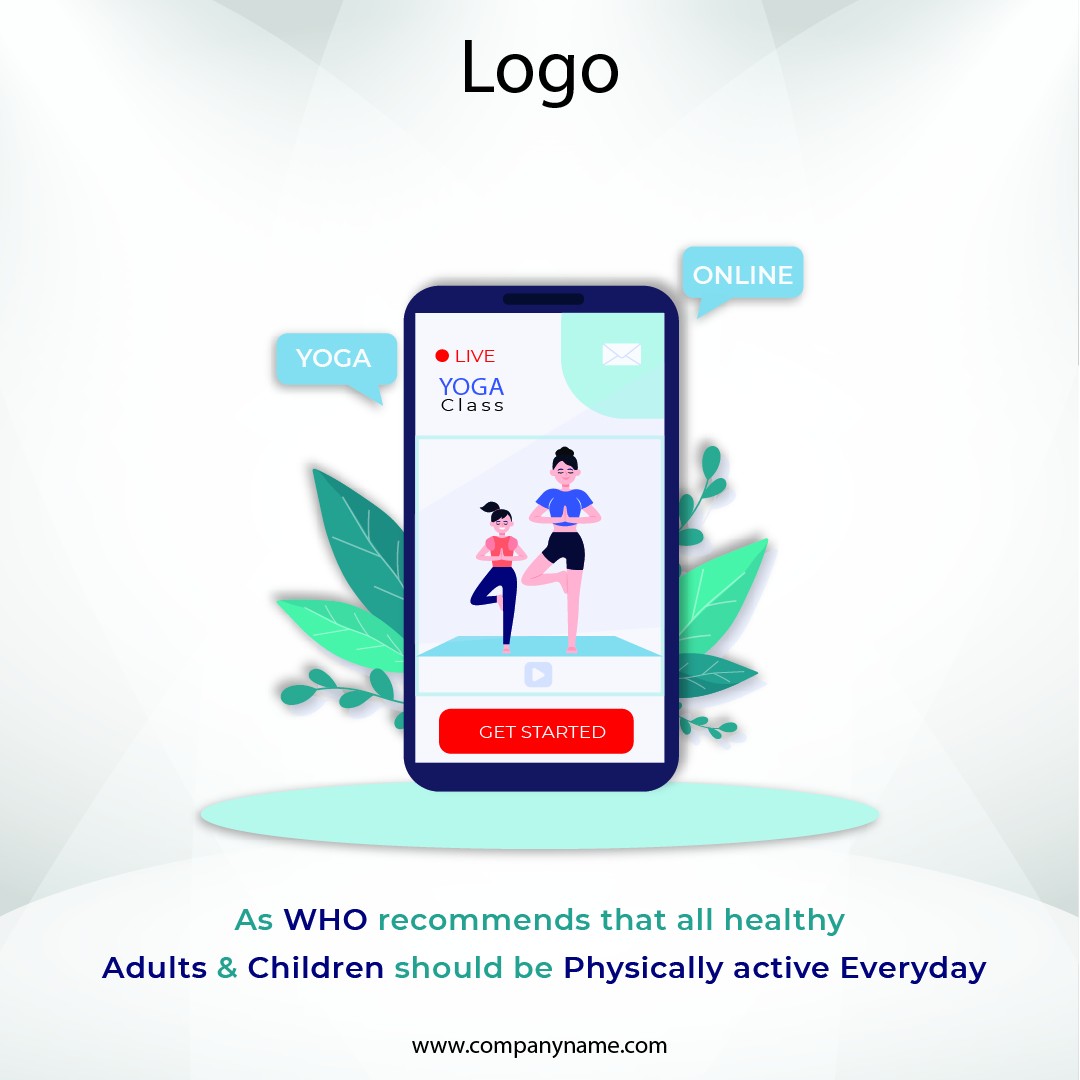 Logo
ONLINE
YOGA
LIVE
YOGA
Class
GET STARTED
As WHO recommends that all healthy
Adults & Children should be Physically active Everyday
www.companyname.com